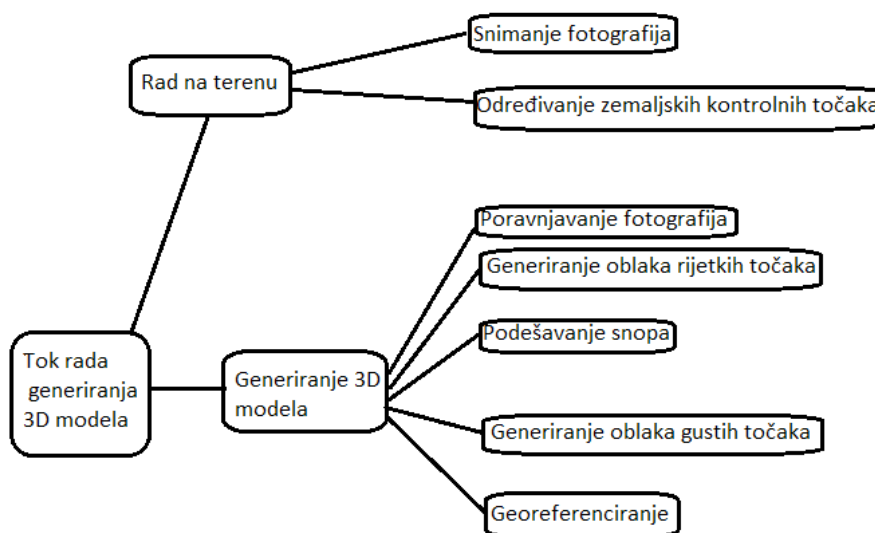 Snimanje fotografija
Rad na terenu
Određivanje zemaljskih kontrolnih točaka
Poravnjavanje fotografija
Generiranje oblaka rijetkih točaka
Podešavanje snopa
Tok rada
generiranja
3D modela
Generiranje 3D
modela
Generiranje oblaka gustih točaka
Georeferenciranje